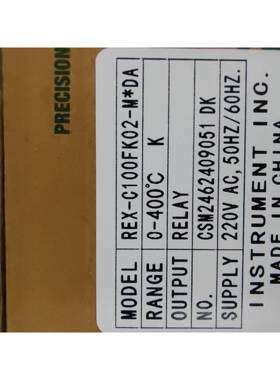 PRECISION
MODEL REX-C100FK02-M*DA
RANGE 0-400℃ K
OUTPUT RELAY
NO. CSM2462409051 DK
SUPPLY 220V AC, 50HZ/60HZ.
INSTRUMENT INC.
MADE IN CHINA